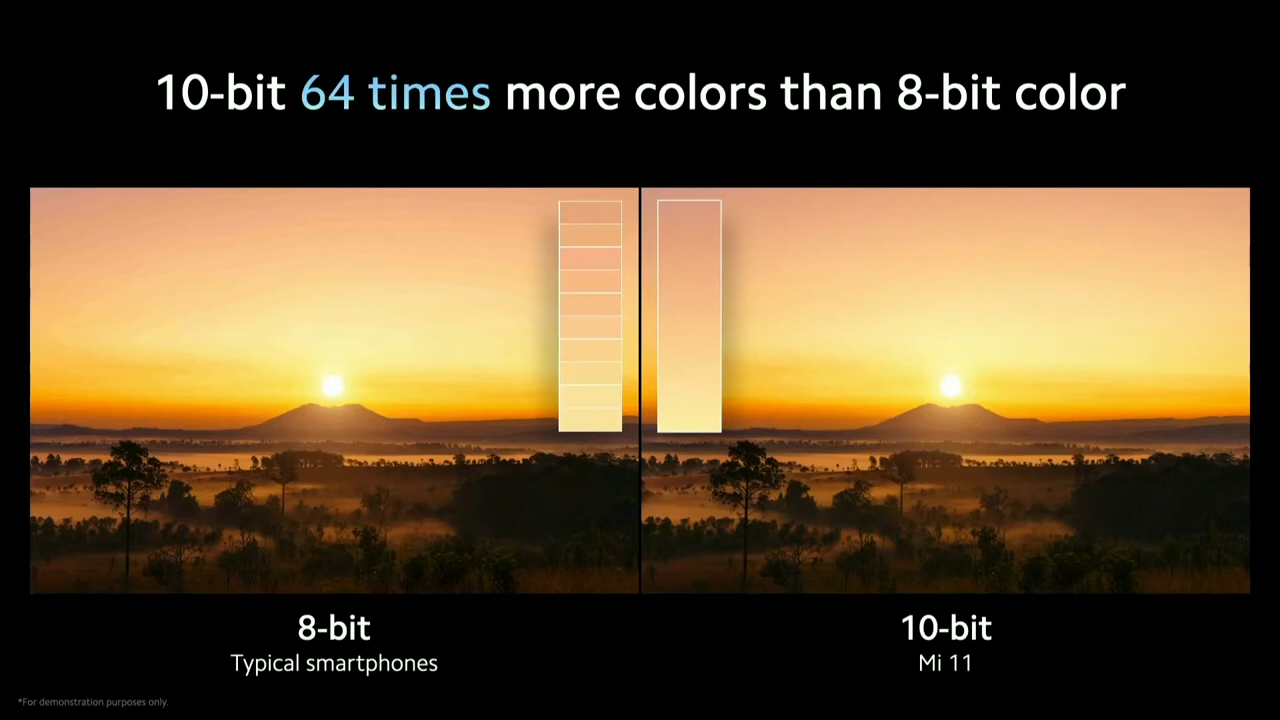 10-bit 64 times more colors than 8-bit color
8-bit
Typical smartphones
10-bit
Mi 11
*For demonstration purposes only.